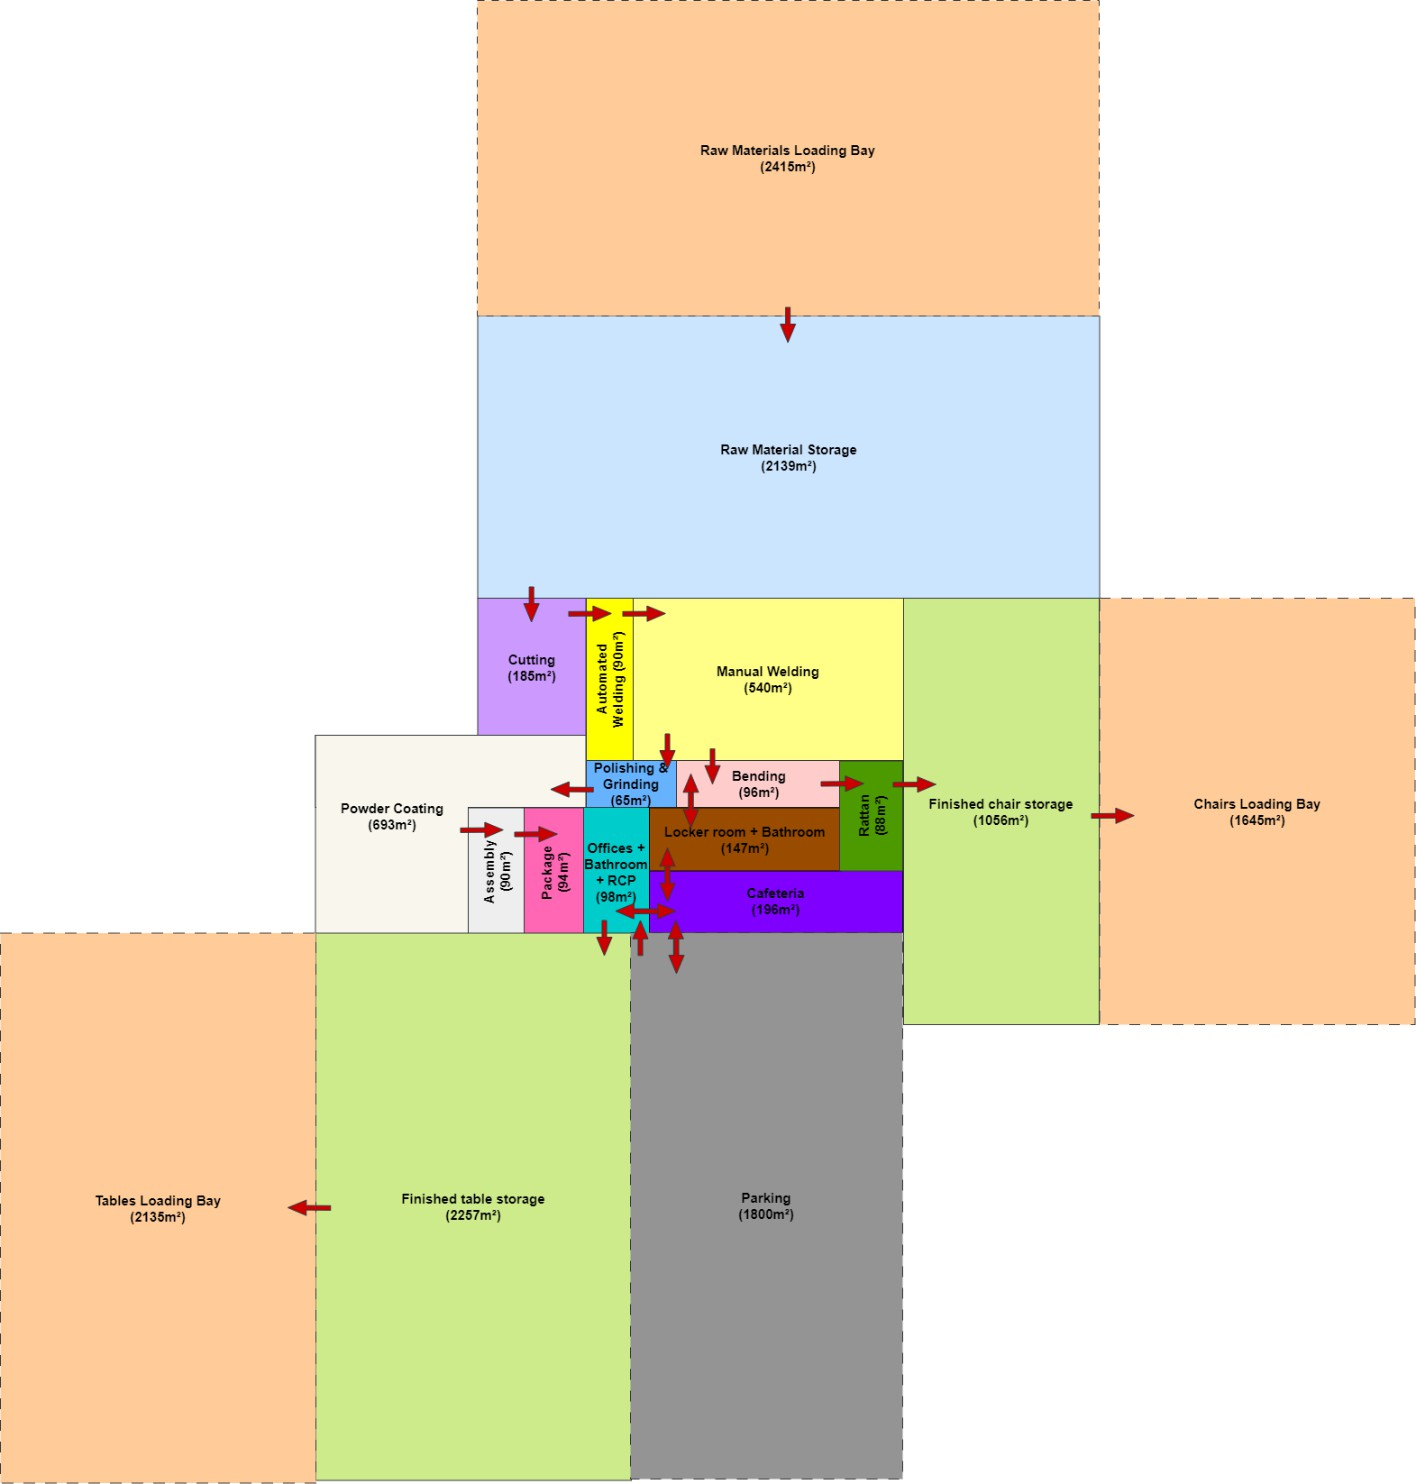 Raw Materials Loading Bay
(2415m²)
Raw Material Storage
(2139m²)
Cutting
(185m²)
Automated
Welding (90m²)
Manual Welding
(540m²)
Polishing &
Grinding
(65m²)
Bending
(96m²)
Rattan
(88m²)
Finished chair storage
(1056m²)
Chairs Loading Bay
(1645m²)
Powder Coating
(693m²)
Assembly
(90m²)
Package
(94m²)
Offices +
Bathroom
+ RCP
(98m²)
Locker room + Bathroom
(147m²)
Cafeteria
(196m²)
Tables Loading Bay
(2135m²)
Finished table storage
(2257m²)
Parking
(1800m²)